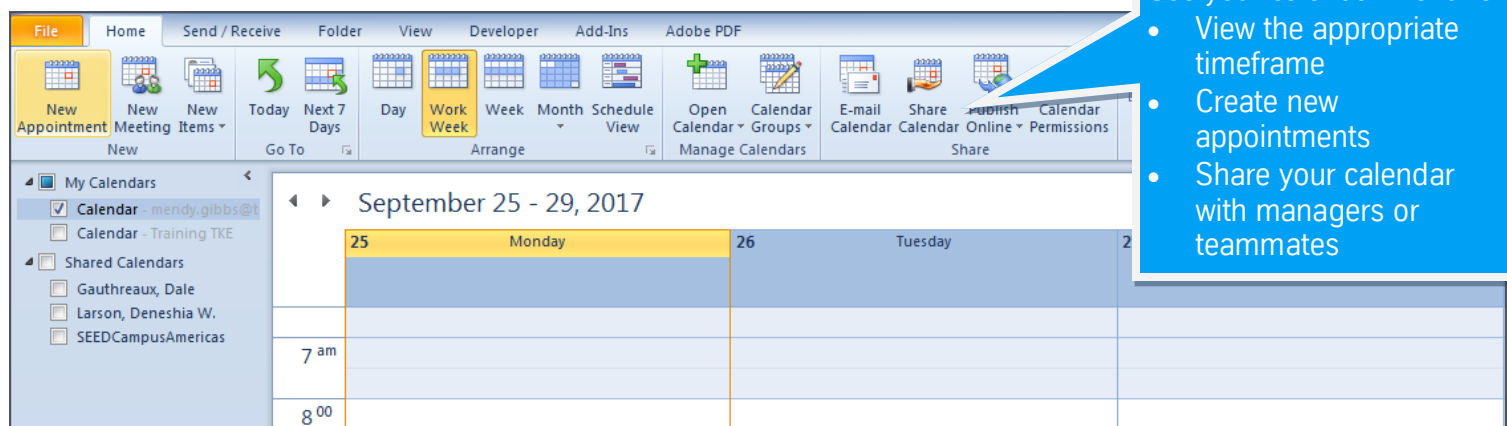 File Home Send / Receive Folder View Developer Add-Ins Adobe PDF
New Appointment New Meeting New Items Today Next 7 Days Day Work Week Week Month Schedule View Open Calendar Calendar Groups E-mail Calendar Share Calendar Publish Online Calendar Permissions
New Go To Arrange Manage Calendars Share
• View the appropriate
timeframe
• Create new
appointments
• Share your calendar
with managers or
teammates
My Calendars
Calendar - mendy.gibbs@t
Calendar - Training TKE
Shared Calendars
Gauthreaux, Dale
Larson, Deneshia W.
SEEDCampusAmericas
September 25 - 29, 2017
25 Monday 26 Tuesday 2
7 am
8 00